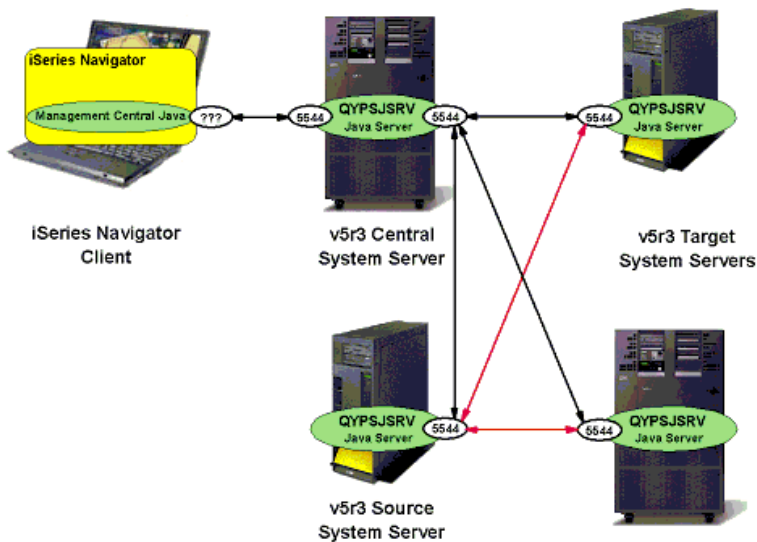 iSeries Navigator
Management Central Java
???
5544
QYPSJSRV
Java Server
5544
5544
QYPSJSRV
Java Server
iSeries Navigator
Client
v5r3 Central
System Server
v5r3 Target
System Servers
QYPSJSRV
Java Server
5544
5544
QYPSJSRV
Java Server
v5r3 Source
System Server